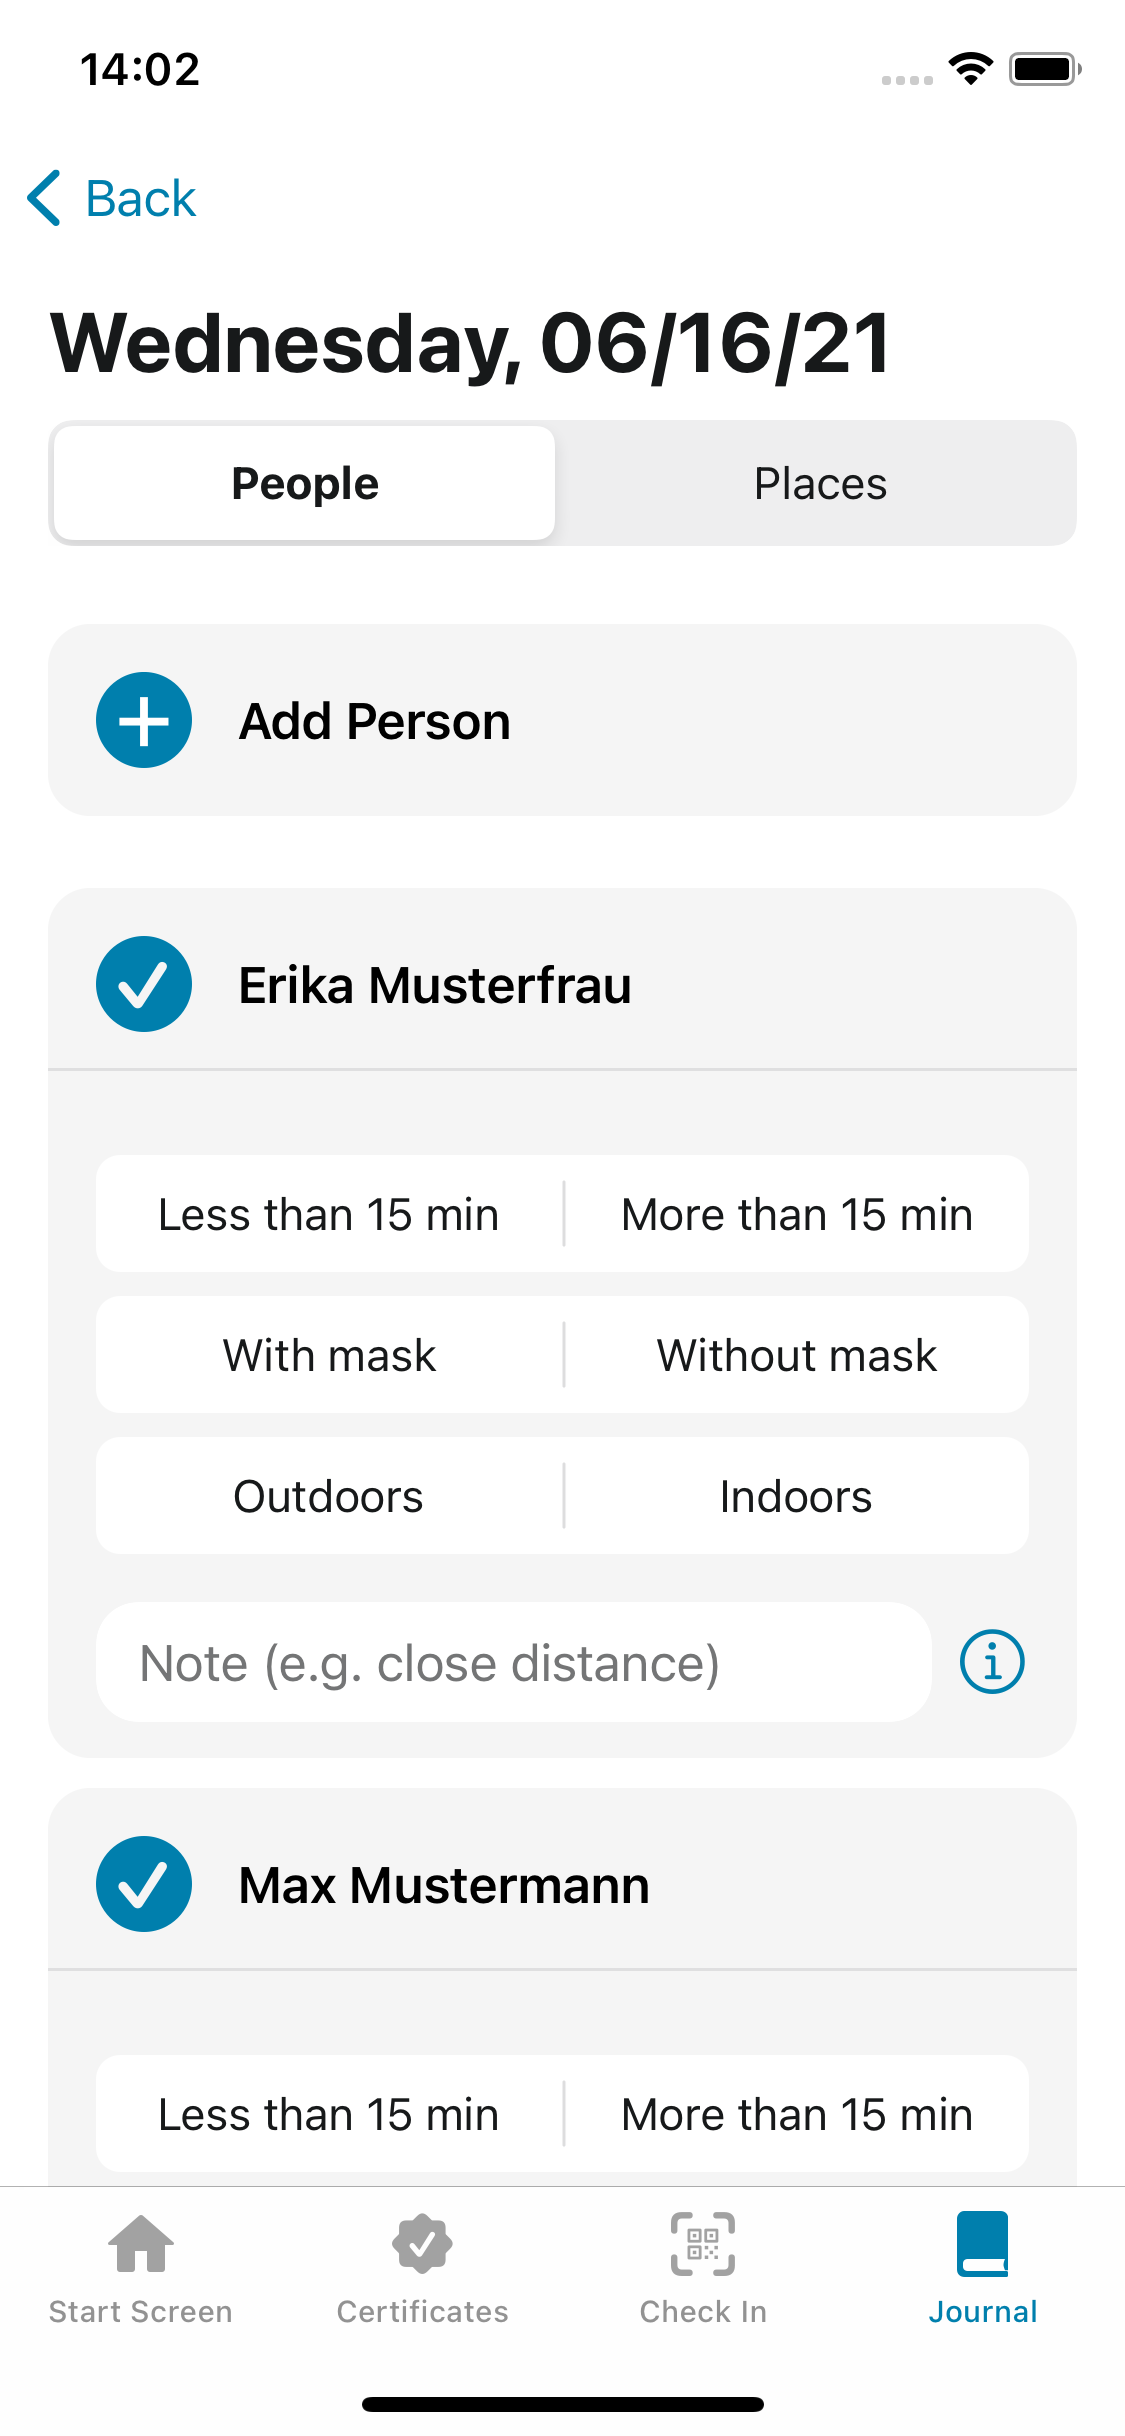 14:02
Back
Wednesday, 06/16/21
People Places
Add Person
Erika Musterfrau
Less than 15 min More than 15 min
With mask Without mask
Outdoors Indoors
Note (e.g. close distance)
Max Mustermann
Less than 15 min More than 15 min
Start Screen Certificates Check In Journal